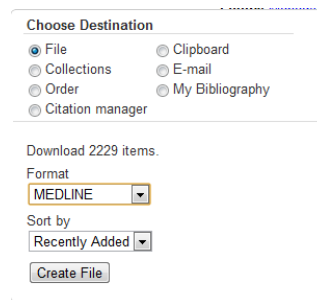 Choose Destination
File Clipboard
Collections E-mail
Order My Bibliography
Citation manager
Download 2229 items.
Format
MEDLINE
Sort by
Recently Added
Create File